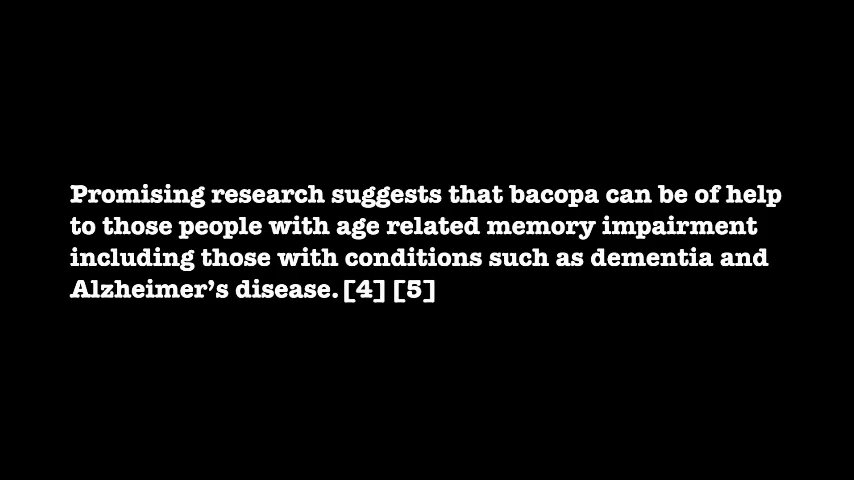 Promising research suggests that bacopa can be of help
to those people with age related memory impairment
including those with conditions such as dementia and
Alzheimer’s disease. [4] [5]